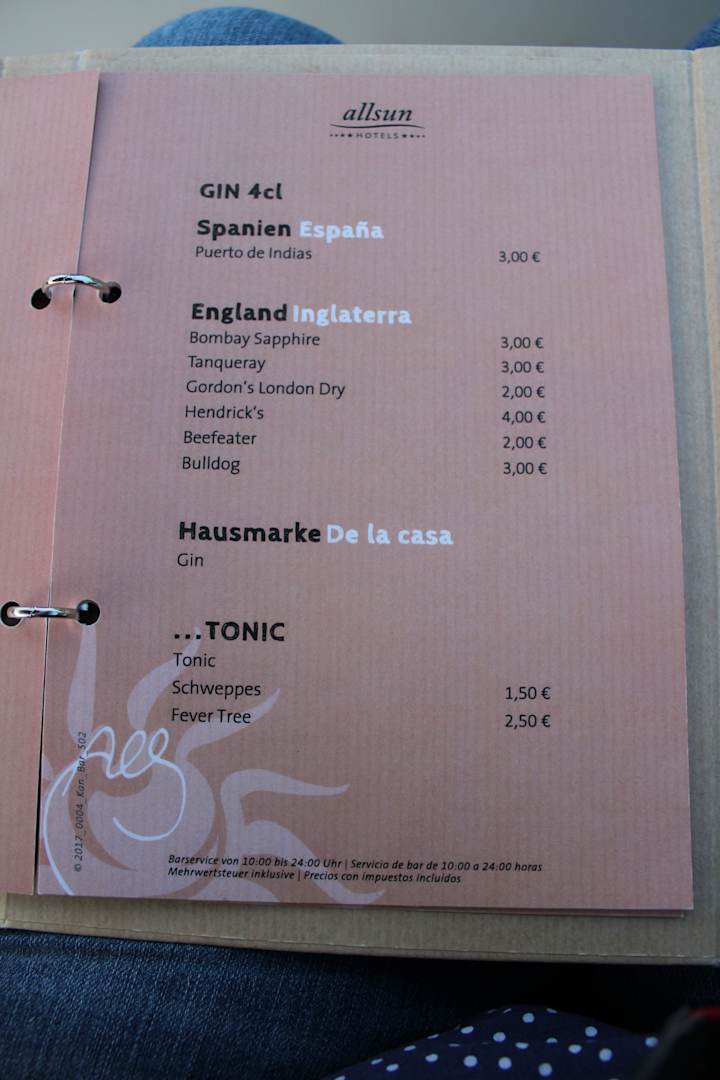 allsun
HOTELS
GIN 4cl
Spanien España
Puerto de Indias 3,00 €
England Inglaterra
Bombay Sapphire 3,00 €
Tanqueray 3,00 €
Gordon's London Dry 2,00 €
Hendrick's 4,00 €
Beefeater 2,00 €
Bulldog 3,00 €
Hausmarke De la casa
Gin
...TONIC
Tonic
Schweppes 1,50 €
Fever Tree 2,50 €
All
© 2017_0004_Kan_Bar_S02
Barservice von 10:00 bis 24:00 Uhr | Servicio de bar de 10:00 a 24:00 horas
Mehrwertsteuer inklusive | Precios con impuestos incluidos